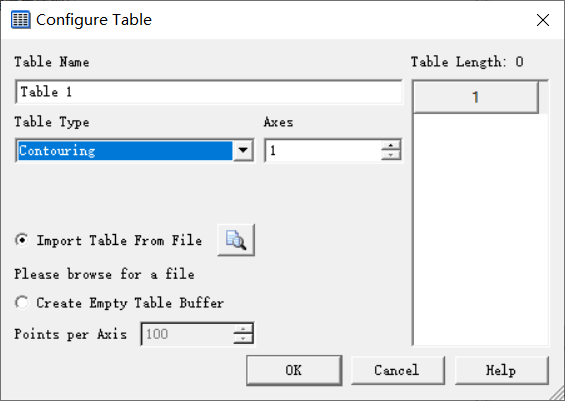 Configure Table
Table Name
Table Length: 0
Table 1
1
Table Type
Axes
Contouring
1
Import Table From File
Please browse for a file
Create Empty Table Buffer
Points per Axis
100
OK
Cancel
Help